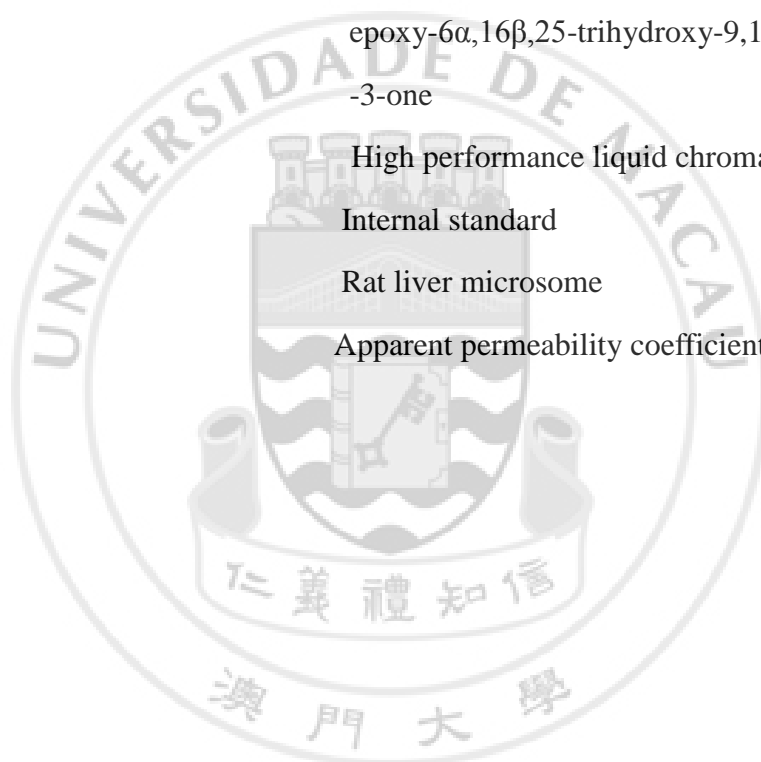 epoxy-6α,16β,25-trihydroxy-9,1
-3-one
High performance liquid chroma
Internal standard
Rat liver microsome
Apparent permeability coefficient
UNIVERSIDADE DE MACAU
仁義禮知信
澳門大學